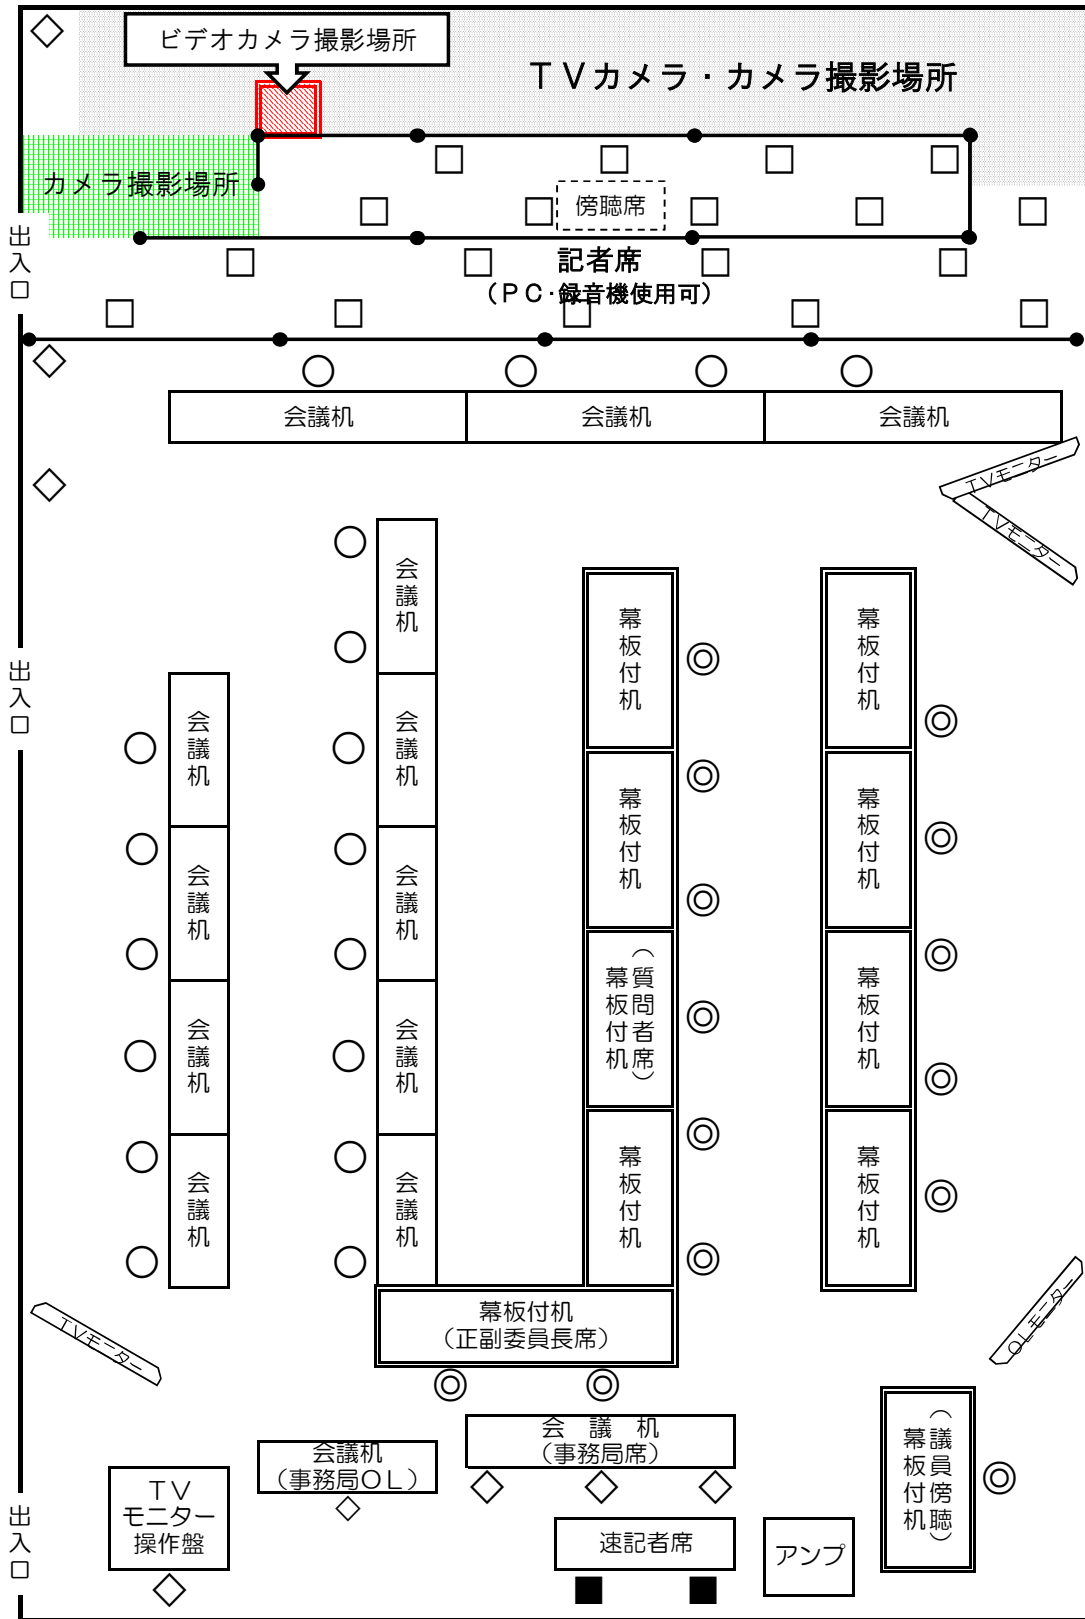 ビデオカメラ撮影場所
ＴＶカメラ・カメラ撮影場所
カメラ撮影場所
傍聴席
出入口
記者席
（ＰＣ・録音機使用可）
会議机
会議机
会議机
TVモニター
TVモニター
会議机
幕板付机
幕板付机
出入口
会議机
会議机
幕板付机
幕板付机
会議机
会議机
幕板付机
（質問者席）
幕板付机
会議机
会議机
幕板付机
幕板付机
会議机
会議机
幕板付机
（正副委員長席）
TVモニター
OLモニター
会　議　机
（事務局席）
会議机
（事務局ＯＬ）
幕板付机
（議員傍聴）
ＴＶ
モニター
操作盤
出入口
速記者席
アンプ